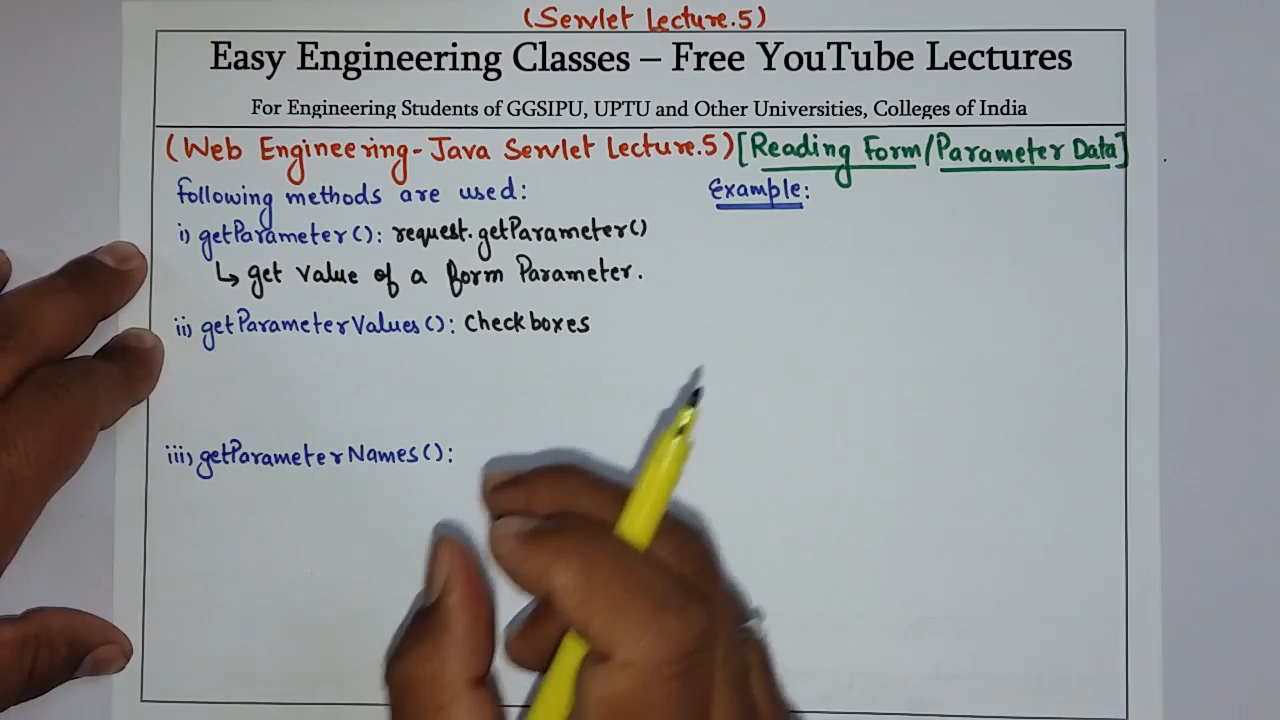 (Servlet Lecture.5)
Easy Engineering Classes – Free YouTube Lectures
For Engineering Students of GGSIPU, UPTU and Other Universities, Colleges of India
(Web Engineering-Java Servlet Lecture.5) [Reading Form/Parameter Data]
following methods are used:
i) getParameter(): request.getParameter()
↳ get value of a form Parameter.
ii) getParameterValues(): Checkboxes
iii) getParameterNames():
Example: